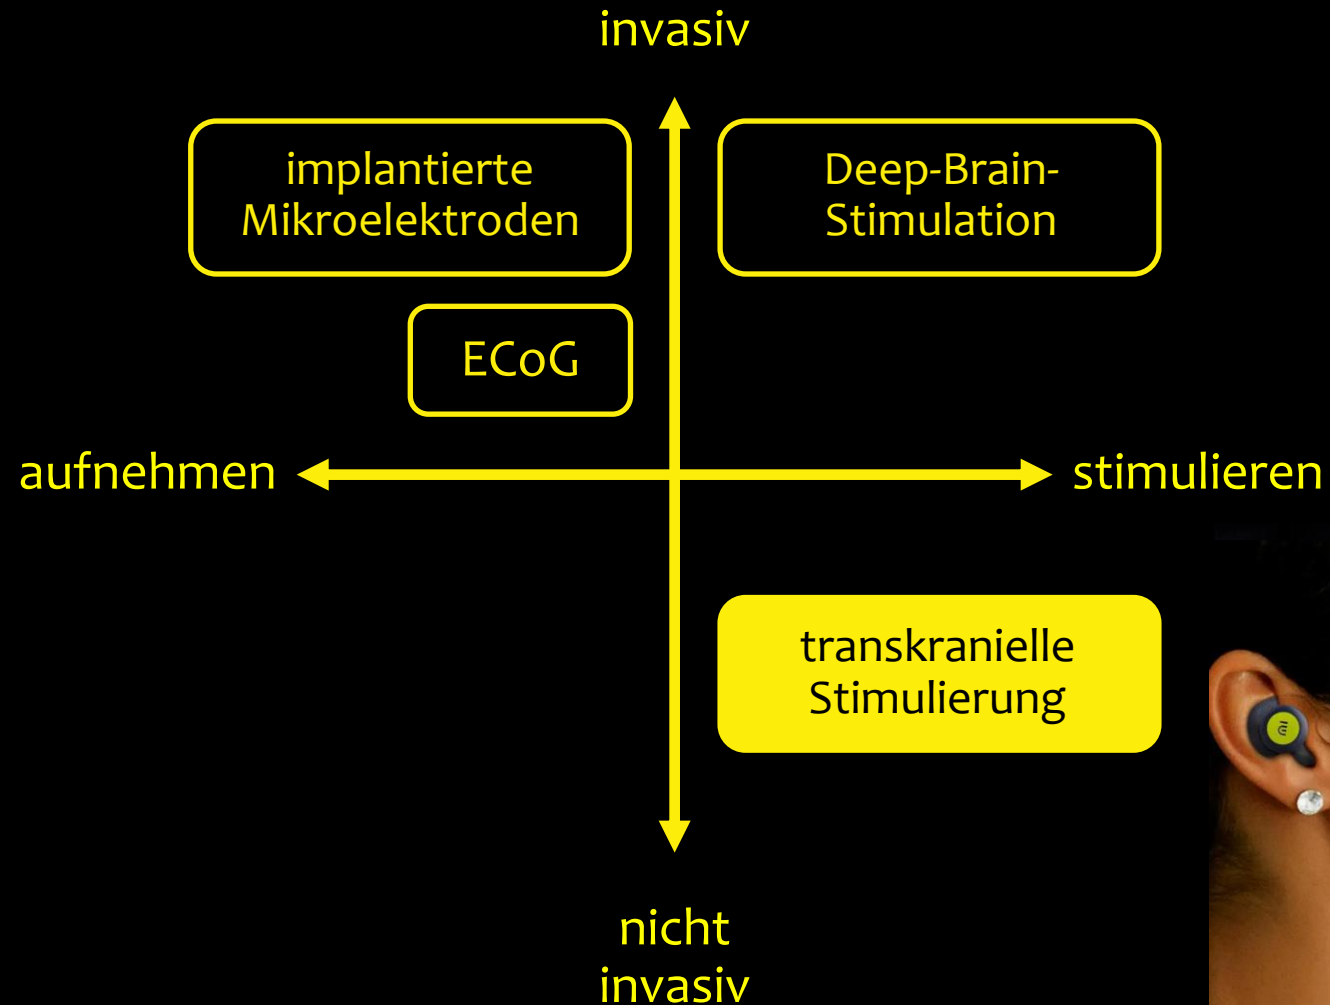 invasiv
implantierte
Mikroelektroden
Deep-Brain-
Stimulation
ECoG
aufnehmen
stimulieren
transkranielle
Stimulierung
nicht
invasiv